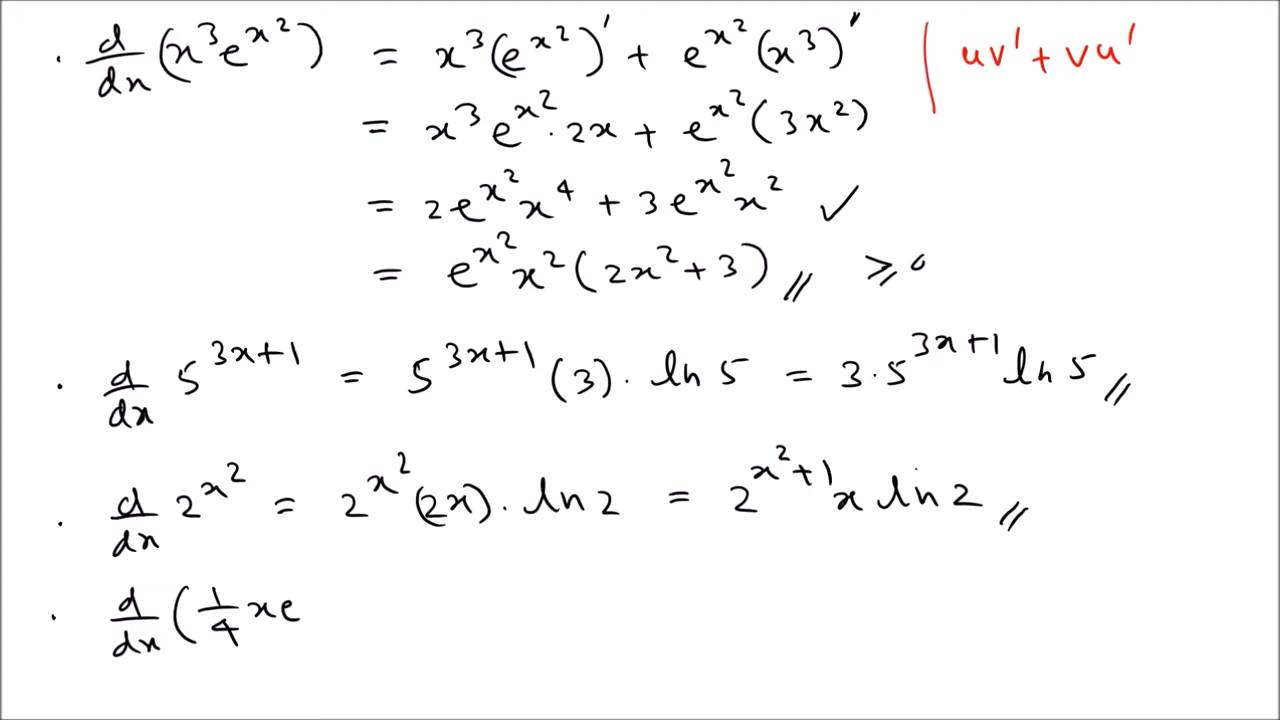 · d/dx (x³e^x²) = x³(e^x²)' + e^x²(x³)' | uv' + vu'
= x³e^x² · 2x + e^x²(3x²)
= 2e^x² x⁴ + 3e^x² x² ✓
= e^x² x²(2x² + 3) // ≥ 0
· d/dx 5^(3x+1) = 5^(3x+1) (3) · ln 5 = 3 · 5^(3x+1) ln 5 //
· d/dx 2^x² = 2^x² (2x) · ln 2 = 2^(x²+1) x ln 2 //
· d/dx (1/4 xe